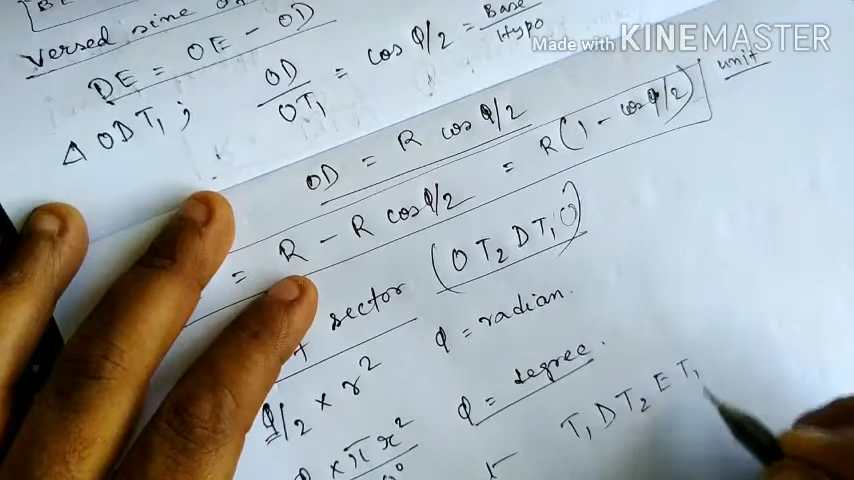 versed sine
DE = OE - OD
Made with KINEMASTER
Δ ODT₁ ; OD/OT₁ = cos φ/2 = Base/Hypo
OD = R cos φ/2
= R - R cos φ/2 = R(1 - cos φ/2) unit
sector (OT₂DT₁O)
φ/2 × r² φ = radian.
× πr² φ = degree.
T₁DT₂ET₁